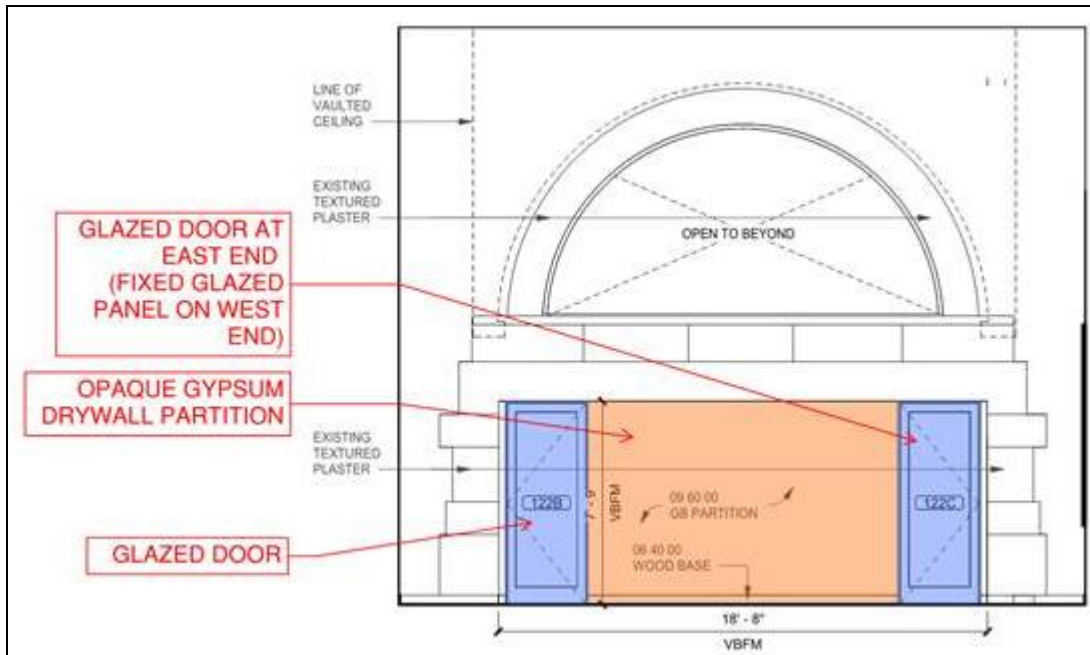 LINE OF
VAULTED
CEILING
EXISTING
TEXTURED
PLASTER
OPEN TO BEYOND
GLAZED DOOR AT
EAST END
(FIXED GLAZED
PANEL ON WEST
END)
OPAQUE GYPSUM
DRYWALL PARTITION
EXISTING
TEXTURED
PLASTER
GLAZED DOOR
122B
7' - 9"
VBFM
09 60 00
GB PARTITION
06 40 00
WOOD BASE
122C
18' - 8"
VBFM